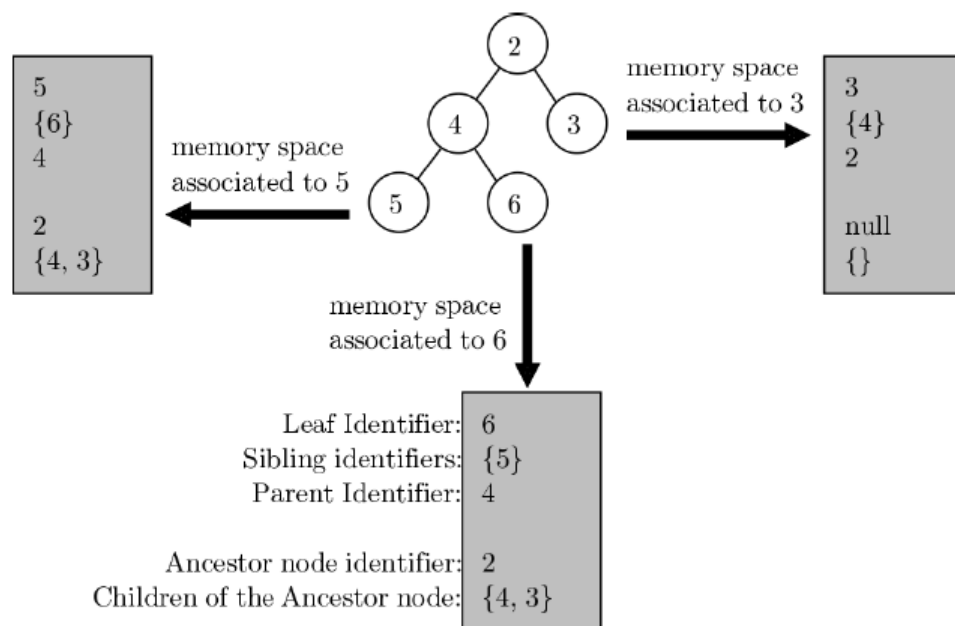 2
4
3
5
6
5
{6}
4
2
{4, 3}
memory space
associated to 5
memory space
associated to 3
3
{4}
2
null
{}
memory space
associated to 6
Leaf Identifier: 6
Sibling identifiers: {5}
Parent Identifier: 4
Ancestor node identifier: 2
Children of the Ancestor node: {4, 3}